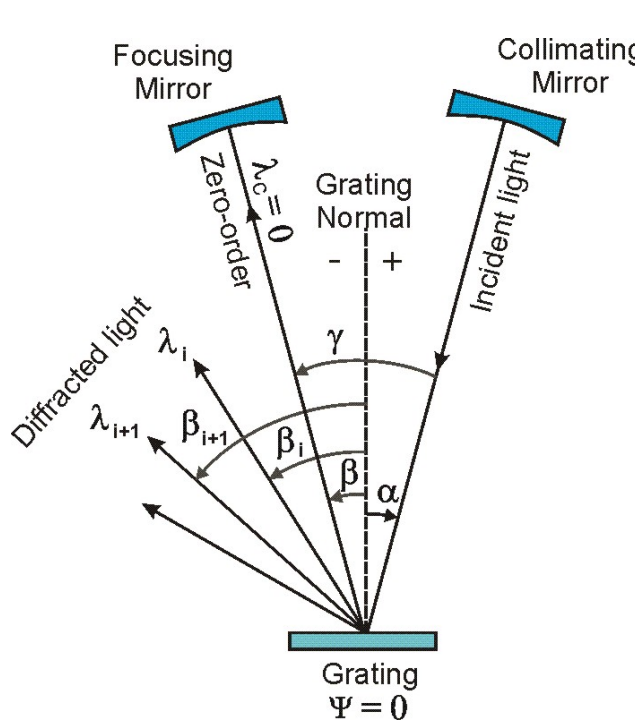 Focusing
Mirror
Collimating
Mirror
Zero-order
λc = 0
Grating
Normal
- +
Incident light
Diffracted light
γ
λi
λi+1
βi+1
βi
β
α
Grating
Ψ = 0